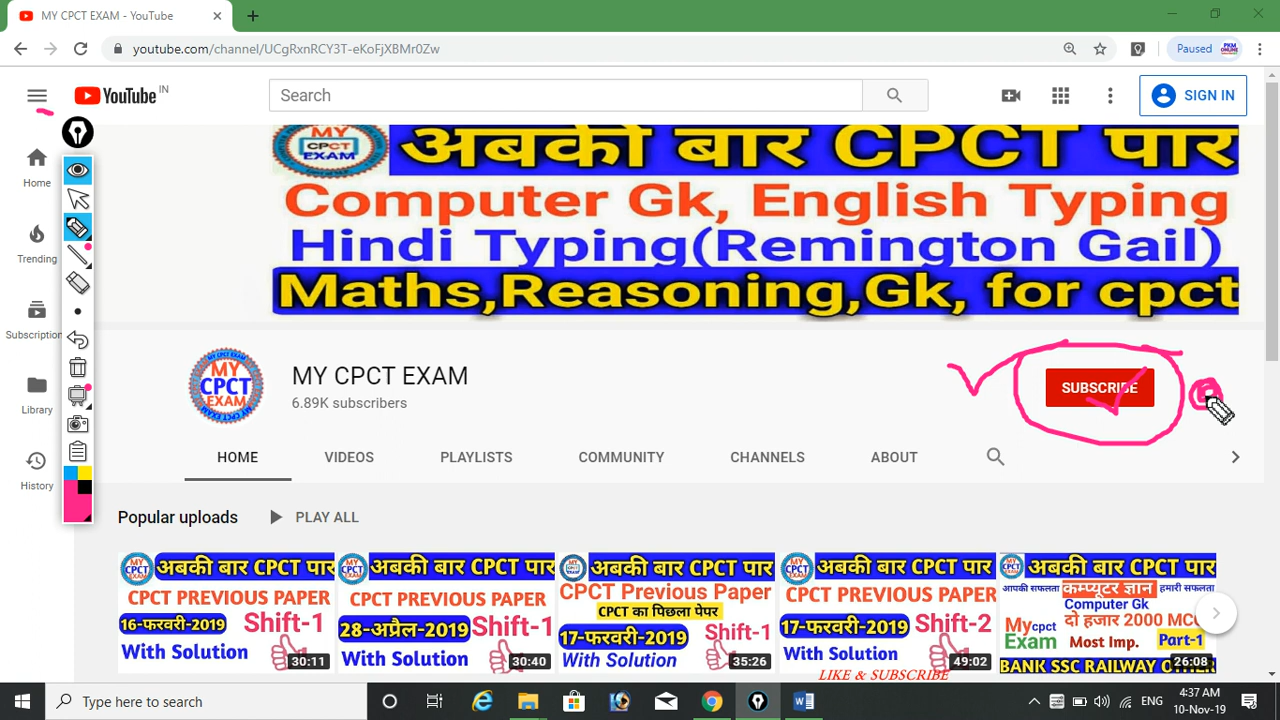 MY CPCT EXAM - YouTube
youtube.com/channel/UCgRxnRCY3T-eKoFjXBMr0Zw
Paused
YouTube IN
Search
SIGN IN
MY CPCT EXAM
अबकी बार CPCT पार
Computer Gk, English Typing
Hindi Typing(Remington Gail)
Maths,Reasoning,Gk, for cpct
Home
Trending
Subscription
Library
History
MY CPCT EXAM
MY CPCT EXAM
6.89K subscribers
SUBSCRIBE
HOME VIDEOS PLAYLISTS COMMUNITY CHANNELS ABOUT
Popular uploads PLAY ALL
अबकी बार CPCT पार
CPCT PREVIOUS PAPER
16-फरवरी-2019 Shift-1
With Solution
30:11
अबकी बार CPCT पार
CPCT PREVIOUS PAPER
28-अप्रैल-2019 Shift-1
With Solution
30:40
अबकी बार CPCT पार
CPCT Previous Paper
CPCT का पिछला पेपर
17-फरवरी-2019 Shift-1
With Solution
35:26
अबकी बार CPCT पार
CPCT PREVIOUS PAPER
17-फरवरी-2019 Shift-2
With Solution
LIKE & SUBSCRIBE
49:02
अबकी बार CPCT पार
आपकी सफलता कम्प्यूटर ज्ञान हमारी सफलता
Computer Gk
Mycpct Exam
दो हजार 2000 MC
Most Imp. Part-1
BANK SSC RAILWAY
26:08
Type here to search
ENG
4:37 AM
10-Nov-19